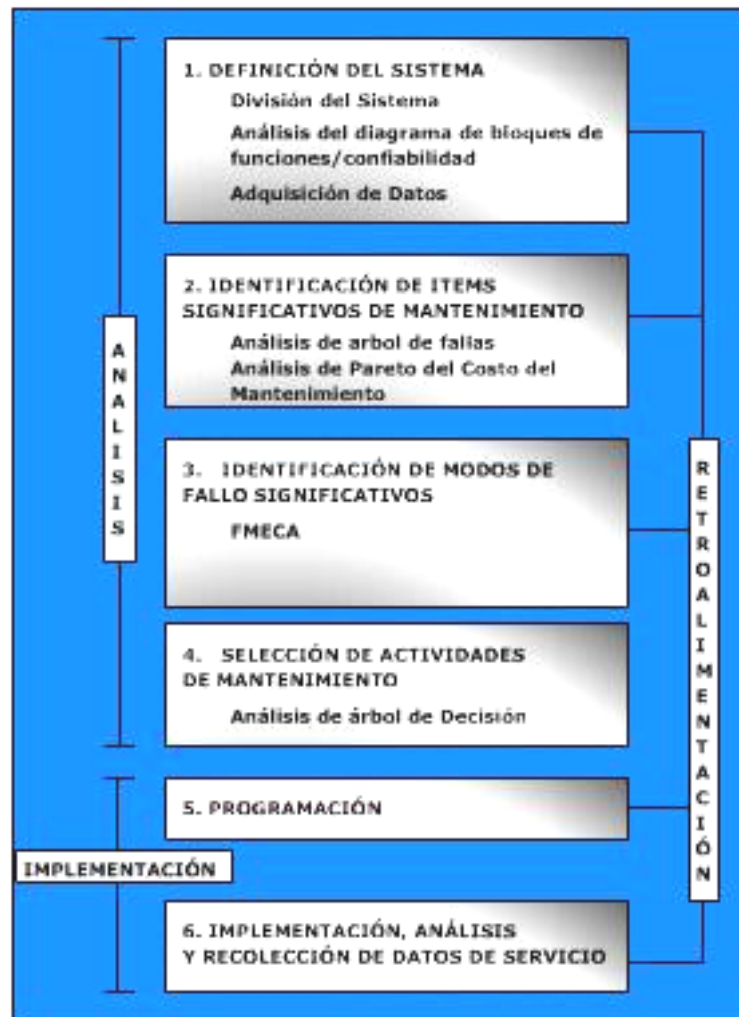 1. DEFINICIÓN DEL SISTEMA
División del Sistema
Análisis del diagrama de bloques de
funciones/confiabilidad
Adquisición de Datos
2. IDENTIFICACIÓN DE ITEMS
SIGNIFICATIVOS DE MANTENIMIENTO
Análisis de arbol de fallas
Análisis de Pareto del Costo del
Mantenimiento
ANALISIS
3. IDENTIFICACIÓN DE MODOS DE
FALLO SIGNIFICATIVOS
FMECA
RETROALIMENTACIÓN
4. SELECCIÓN DE ACTIVIDADES
DE MANTENIMIENTO
Análisis de árbol de Decisión
5. PROGRAMACIÓN
IMPLEMENTACIÓN
6. IMPLEMENTACIÓN, ANÁLISIS
Y RECOLECCIÓN DE DATOS DE SERVICIO